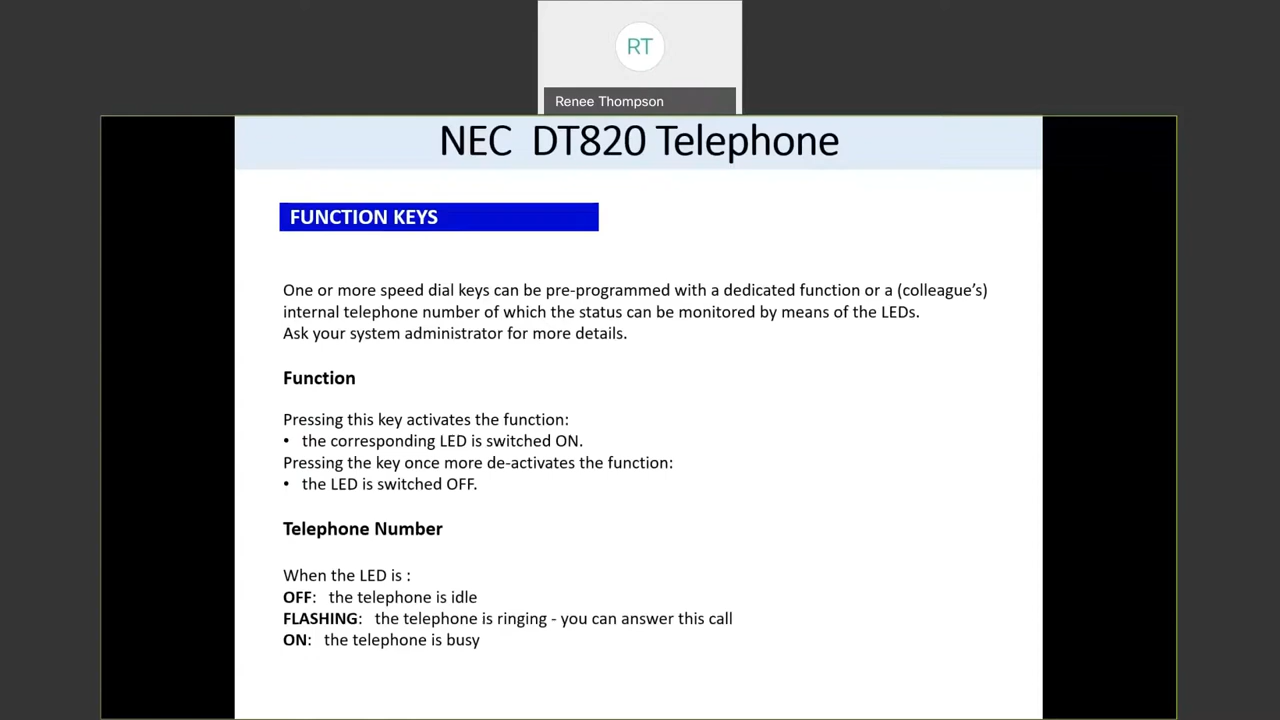 RT
Renee Thompson
NEC DT820 Telephone
FUNCTION KEYS
One or more speed dial keys can be pre-programmed with a dedicated function or a (colleague’s)
internal telephone number of which the status can be monitored by means of the LEDs.
Ask your system administrator for more details.
Function
Pressing this key activates the function:
• the corresponding LED is switched ON.
Pressing the key once more de-activates the function:
• the LED is switched OFF.
Telephone Number
When the LED is :
OFF: the telephone is idle
FLASHING: the telephone is ringing - you can answer this call
ON: the telephone is busy